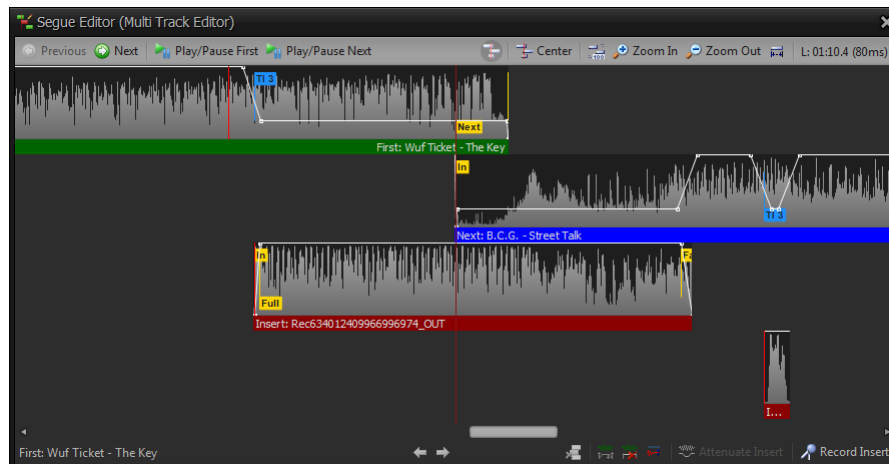 Segue Editor (Multi Track Editor)
Previous Next Play/Pause First Play/Pause Next Center Zoom In Zoom Out L: 01:10.4 (80ms)
TI 3
Next
First: Wuf Ticket - The Key
In
TI 3
Next: B.C.G. - Street Talk
In
Full
Insert: Rec634012409966996974_OUT
I...
First: Wuf Ticket - The Key Attenuate Insert Record Insert